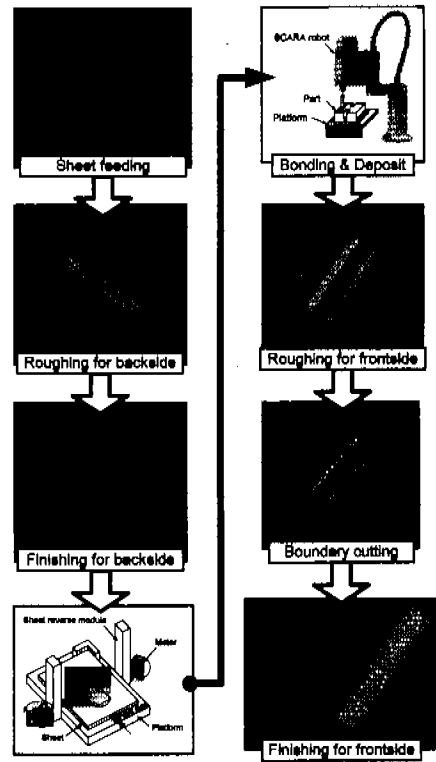 Sheet feeding
Roughing for backside
Finishing for backside
Sheet reverse module
Meter
Platform
Sheet
SCARA robot
Part
Platform
Bonding & Deposit
Roughing for frontside
Boundary cutting
Finishing for frontside